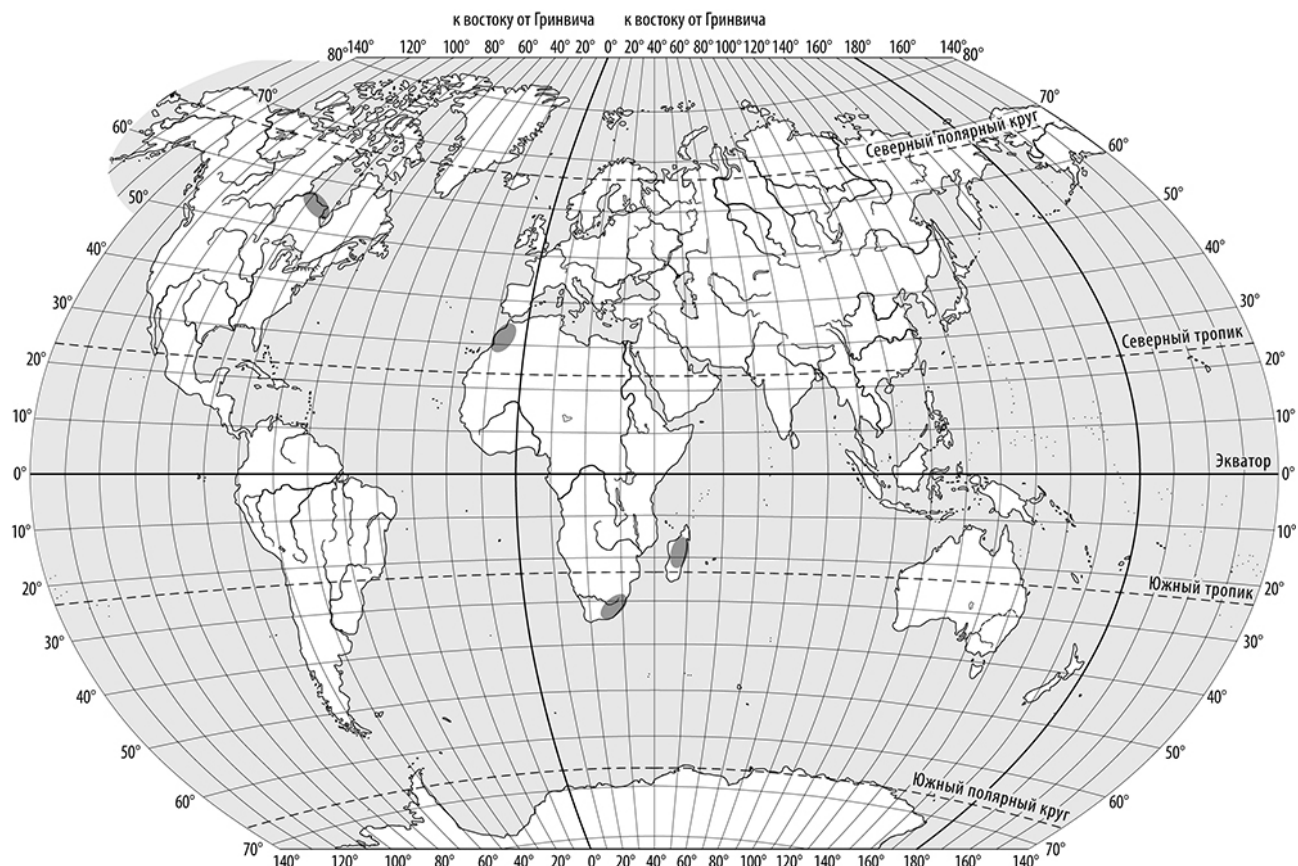 к востоку от Гринвича к востоку от Гринвича
80° 140° 120° 100° 80° 60° 40° 20° 0° 20° 40° 60° 80° 100° 120° 140° 160° 180° 160° 140° 80°
70° 70°
60° Северный полярный круг 60°
50° 50°
40° 40°
30° 30°
Северный тропик
20° 20°
10° 10°
Экватор
0° 0°
10° 10°
20° Южный тропик 20°
30° 30°
40° 40°
50° 50°
60° Южный полярный круг 60°
70° 70°
140° 120° 100° 80° 60° 40° 20° 0° 20° 40° 60° 80° 100° 120° 140° 160° 180° 160° 140°